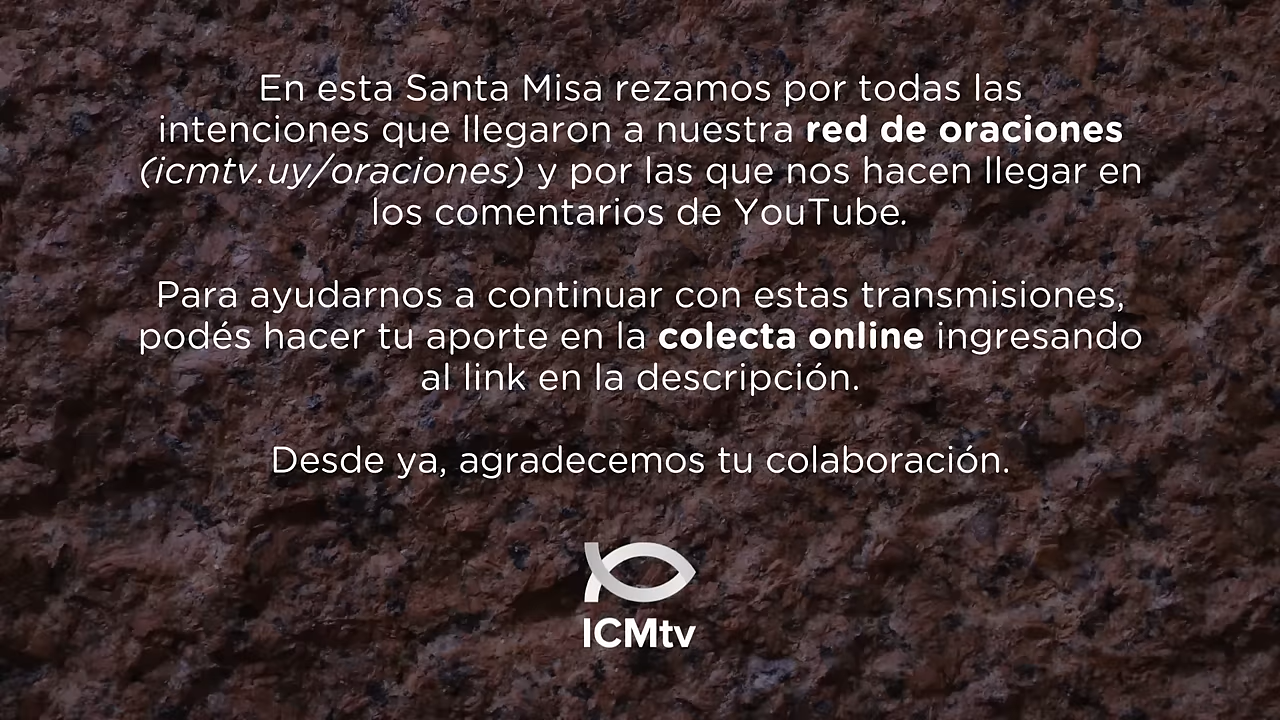 En esta Santa Misa rezamos por todas las
intenciones que llegaron a nuestra red de oraciones
(icmtv.uy/oraciones) y por las que nos hacen llegar en
los comentarios de YouTube.
Para ayudarnos a continuar con estas transmisiones,
podés hacer tu aporte en la colecta online ingresando
al link en la descripción.
Desde ya, agradecemos tu colaboración.
ICMtv